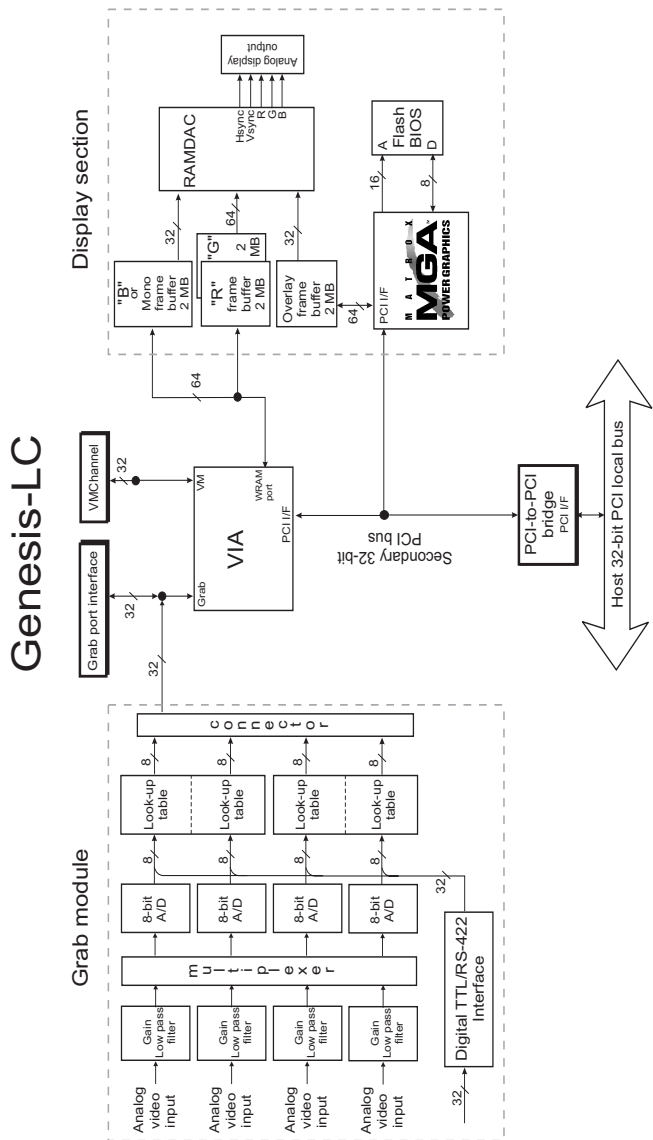 Genesis-LC
Grab module
Analog
video
input
Analog
video
input
Analog
video
input
Analog
video
input
32
Gain
Low pass
filter
Gain
Low pass
filter
Gain
Low pass
filter
Gain
Low pass
filter
multiplexer
8-bit
A/D
8-bit
A/D
8-bit
A/D
8-bit
A/D
Digital TTL/RS-422
Interface
8
8
8
8
32
Look-up
table
Look-up
table
Look-up
table
Look-up
table
8
8
8
8
connector
32
Grab port interface
32
VMChannel
32
Grab
VM
VIA
WRAM
port
PCI I/F
64
Secondary 32-bit
PCI bus
PCI-to-PCI
bridge
PCI I/F
Host 32-bit PCI local bus
Display section
"B"
or
Mono
frame
buffer
2 MB
"G"
2
MB
"R"
frame
buffer
2 MB
Overlay
frame
buffer
2 MB
32
64
32
RAMDAC
Hsync
Vsync
R
G
B
Analog display
output
64
PCI I/F
MATROX
MGA™
POWER GRAPHICS
16
8
A
Flash
BIOS
D